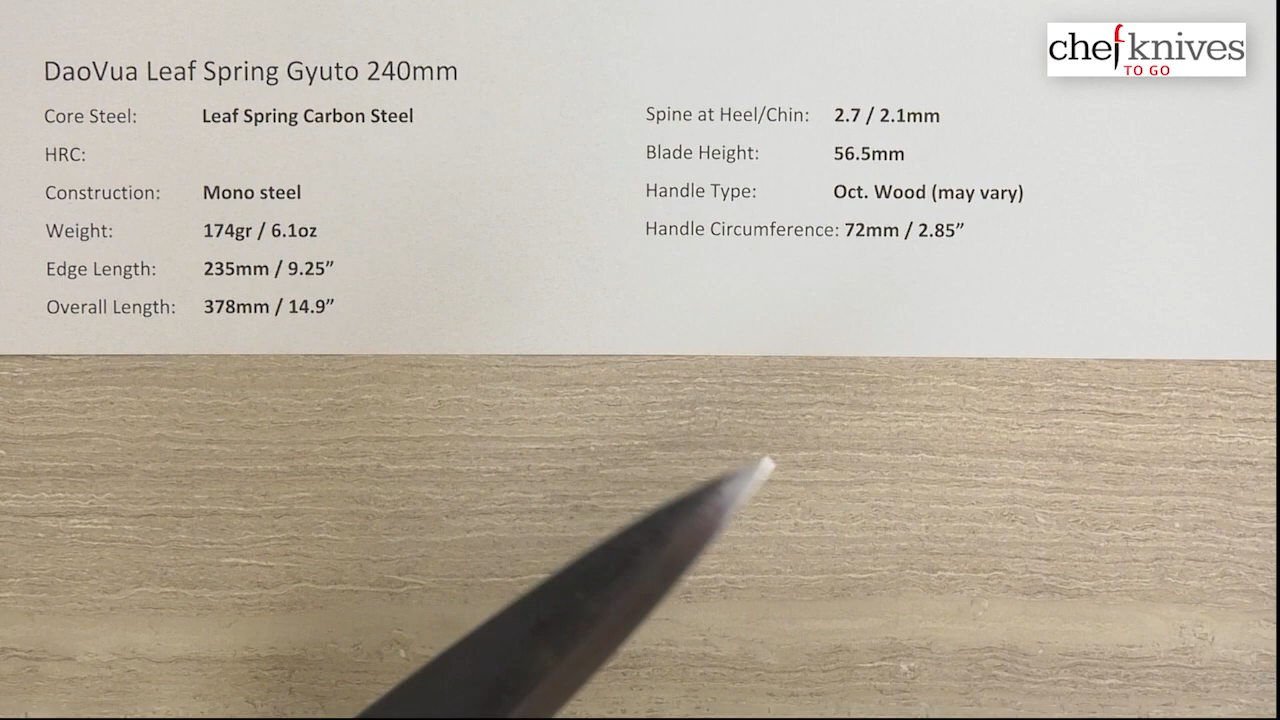 chefknives
TO GO
DaoVua Leaf Spring Gyuto 240mm
Core Steel: Leaf Spring Carbon Steel
HRC:
Construction: Mono steel
Weight: 174gr / 6.1oz
Edge Length: 235mm / 9.25”
Overall Length: 378mm / 14.9”
Spine at Heel/Chin: 2.7 / 2.1mm
Blade Height: 56.5mm
Handle Type: Oct. Wood (may vary)
Handle Circumference: 72mm / 2.85”